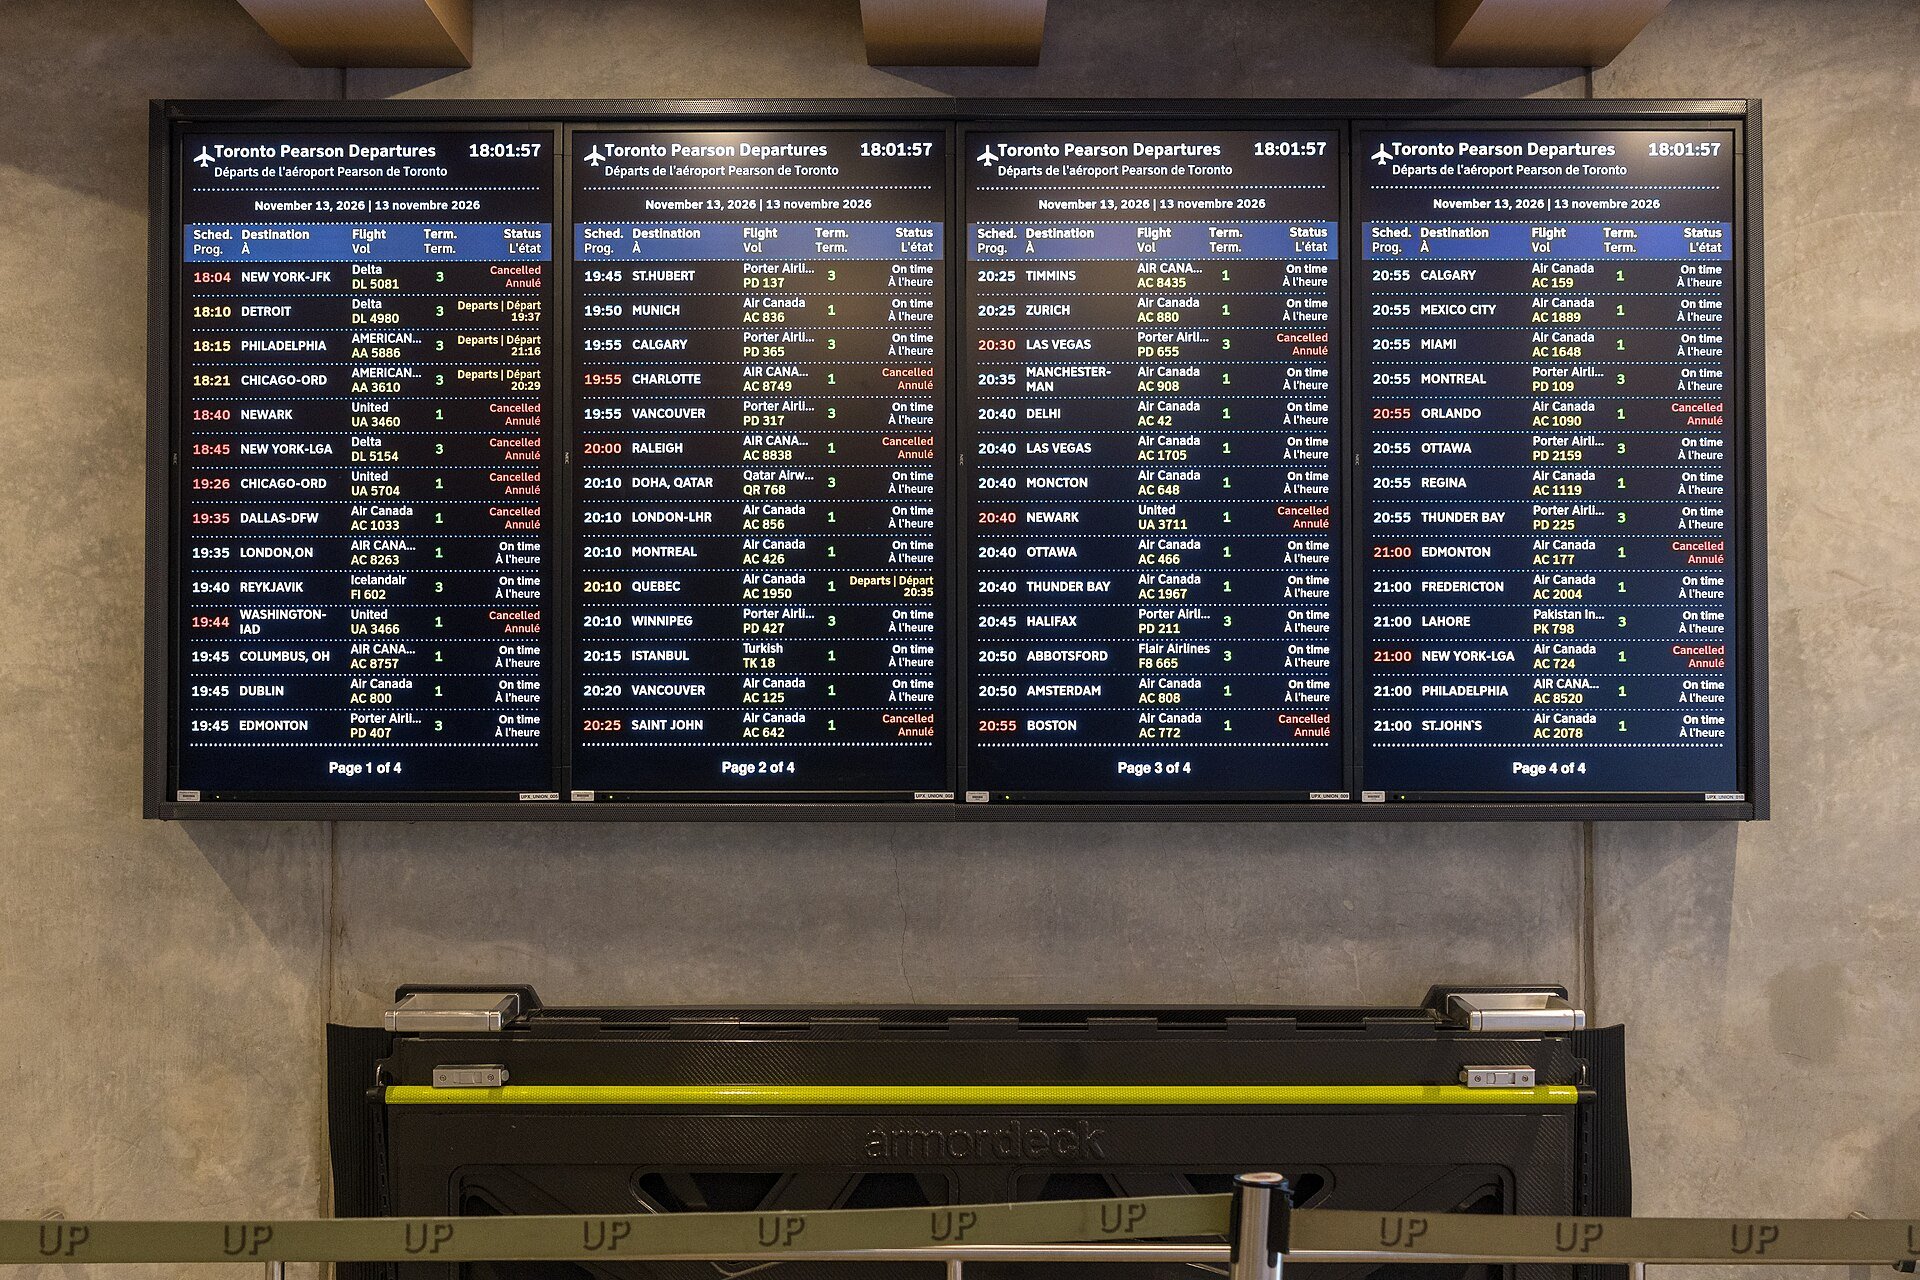 Toronto Pearson Departures 18:01:57
Départs de l'aéroport Pearson de Toronto
November 13, 2026 | 13 novembre 2026
Sched. Destination Flight Term. Status
Prog. À Vol Term. L'état
18:04 NEW YORK-JFK Delta DL 5081 3 Cancelled Annulé
18:10 DETROIT Delta DL 4980 3 Departs | Départ 19:37
18:15 PHILADELPHIA AMERICAN... AA 5886 3 Departs | Départ 21:16
18:21 CHICAGO-ORD AMERICAN... AA 3610 3 Departs | Départ 20:29
18:40 NEWARK United UA 3460 1 Cancelled Annulé
18:45 NEW YORK-LGA Delta DL 5154 3 Cancelled Annulé
19:26 CHICAGO-ORD United UA 5704 1 Cancelled Annulé
19:35 DALLAS-DFW Air Canada AC 1033 1 Cancelled Annulé
19:35 LONDON,ON AIR CANA... AC 8263 1 On time À l'heure
19:40 REYKJAVIK Icelandair FI 602 3 On time À l'heure
19:44 WASHINGTON-IAD United UA 3466 1 Cancelled Annulé
19:45 COLUMBUS, OH AIR CANA... AC 8757 1 On time À l'heure
19:45 DUBLIN Air Canada AC 800 1 On time À l'heure
19:45 EDMONTON Porter Airli... PD 407 3 On time À l'heure
Page 1 of 4
Toronto Pearson Departures 18:01:57
Départs de l'aéroport Pearson de Toronto
November 13, 2026 | 13 novembre 2026
Sched. Destination Flight Term. Status
Prog. À Vol Term. L'état
19:45 ST.HUBERT Porter Airli... PD 137 3 On time À l'heure
19:50 MUNICH Air Canada AC 836 1 On time À l'heure
19:55 CALGARY Porter Airli... PD 365 3 On time À l'heure
19:55 CHARLOTTE AIR CANA... AC 8749 1 Cancelled Annulé
19:55 VANCOUVER Porter Airli... PD 317 3 On time À l'heure
20:00 RALEIGH AIR CANA... AC 8838 1 Cancelled Annulé
20:10 DOHA, QATAR Qatar Airw... QR 768 3 On time À l'heure
20:10 LONDON-LHR Air Canada AC 856 1 On time À l'heure
20:10 MONTREAL Air Canada AC 426 1 On time À l'heure
20:10 QUEBEC Air Canada AC 1950 1 Departs | Départ 20:35
20:10 WINNIPEG Porter Airli... PD 427 3 On time À l'heure
20:15 ISTANBUL Turkish TK 18 1 On time À l'heure
20:20 VANCOUVER Air Canada AC 125 1 On time À l'heure
20:25 SAINT JOHN Air Canada AC 642 1 Cancelled Annulé
Page 2 of 4
Toronto Pearson Departures 18:01:57
Départs de l'aéroport Pearson de Toronto
November 13, 2026 | 13 novembre 2026
Sched. Destination Flight Term. Status
Prog. À Vol Term. L'état
20:25 TIMMINS AIR CANA... AC 8435 1 On time À l'heure
20:25 ZURICH Air Canada AC 880 1 On time À l'heure
20:30 LAS VEGAS Porter Airli... PD 655 3 Cancelled Annulé
20:35 MANCHESTER-MAN Air Canada AC 908 1 On time À l'heure
20:40 DELHI Air Canada AC 42 1 On time À l'heure
20:40 LAS VEGAS Air Canada AC 1705 1 On time À l'heure
20:40 MONCTON Air Canada AC 648 1 On time À l'heure
20:40 NEWARK United UA 3711 1 Cancelled Annulé
20:40 OTTAWA Air Canada AC 466 1 On time À l'heure
20:40 THUNDER BAY Air Canada AC 1967 1 On time À l'heure
20:45 HALIFAX Porter Airli... PD 211 3 On time À l'heure
20:50 ABBOTSFORD Flair Airlines F8 665 3 On time À l'heure
20:50 AMSTERDAM Air Canada AC 808 1 On time À l'heure
20:55 BOSTON Air Canada AC 772 1 Cancelled Annulé
Page 3 of 4
Toronto Pearson Departures 18:01:57
Départs de l'aéroport Pearson de Toronto
November 13, 2026 | 13 novembre 2026
Sched. Destination Flight Term. Status
Prog. À Vol Term. L'état
20:55 CALGARY Air Canada AC 159 1 On time À l'heure
20:55 MEXICO CITY Air Canada AC 1889 1 On time À l'heure
20:55 MIAMI Air Canada AC 1648 1 On time À l'heure
20:55 MONTREAL Porter Airli... PD 109 3 On time À l'heure
20:55 ORLANDO Air Canada AC 1090 1 Cancelled Annulé
20:55 OTTAWA Porter Airli... PD 2159 3 On time À l'heure
20:55 REGINA Air Canada AC 1119 1 On time À l'heure
20:55 THUNDER BAY Porter Airli... PD 225 3 On time À l'heure
21:00 EDMONTON Air Canada AC 177 1 Cancelled Annulé
21:00 FREDERICTON Air Canada AC 2004 1 On time À l'heure
21:00 LAHORE Pakistan In... PK 798 3 On time À l'heure
21:00 NEW YORK-LGA Air Canada AC 724 1 Cancelled Annulé
21:00 PHILADELPHIA AIR CANA... AC 8520 1 On time À l'heure
21:00 ST.JOHN`S Air Canada AC 2078 1 On time À l'heure
Page 4 of 4
UPX_UNION_005
UPX_UNION_008
UPX_UNION_009
UPX_UNION_010
armordeck
UP UP UP UP UP UP UP UP UP UP